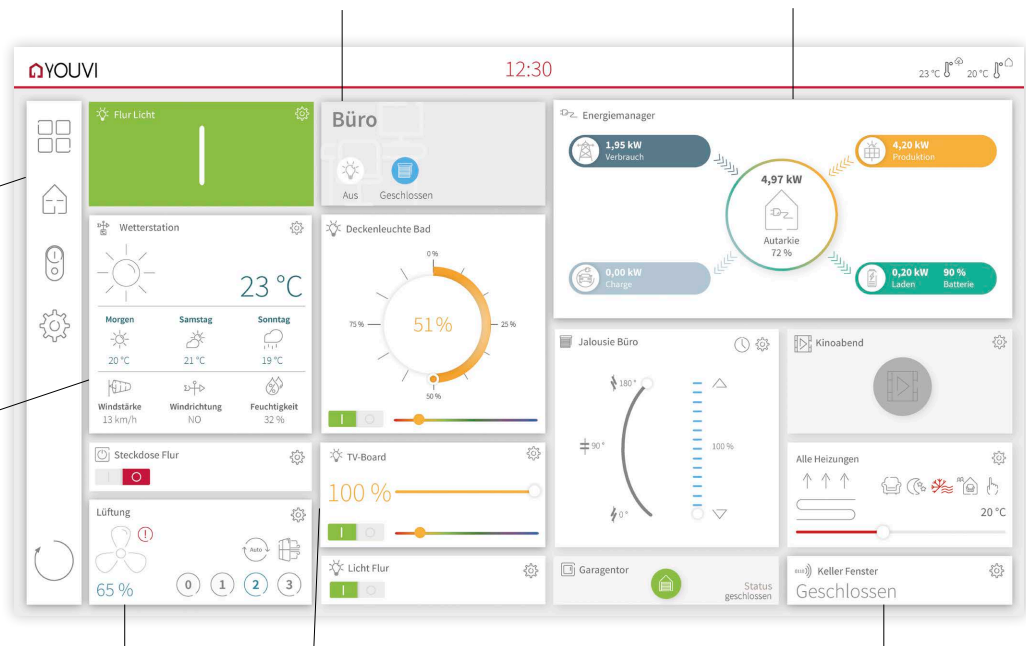 YOUVI
12:30
23 °C 20 °C
Flur Licht
Büro
Aus Geschlossen
Energiemanager
1,95 kW
Verbrauch
4,20 kW
Produktion
4,97 kW
Autarkie
72 %
0,00 kW
Charge
0,20 kW 90 %
Laden Batterie
Wetterstation
23 °C
Morgen Samstag Sonntag
20 °C 21 °C 19 °C
Windstärke Windrichtung Feuchtigkeit
13 km/h NO 32 %
Deckenleuchte Bad
0%
75 % 51% 25 %
50 %
Jalousie Büro
180 °
90 °
100 %
0 °
Kinoabend
Steckdose Flur
TV-Board
100 %
Alle Heizungen
20 °C
Lüftung
Auto
65 %
0 1 2 3
Licht Flur
Garagentor
Status
geschlossen
Keller Fenster
Geschlossen